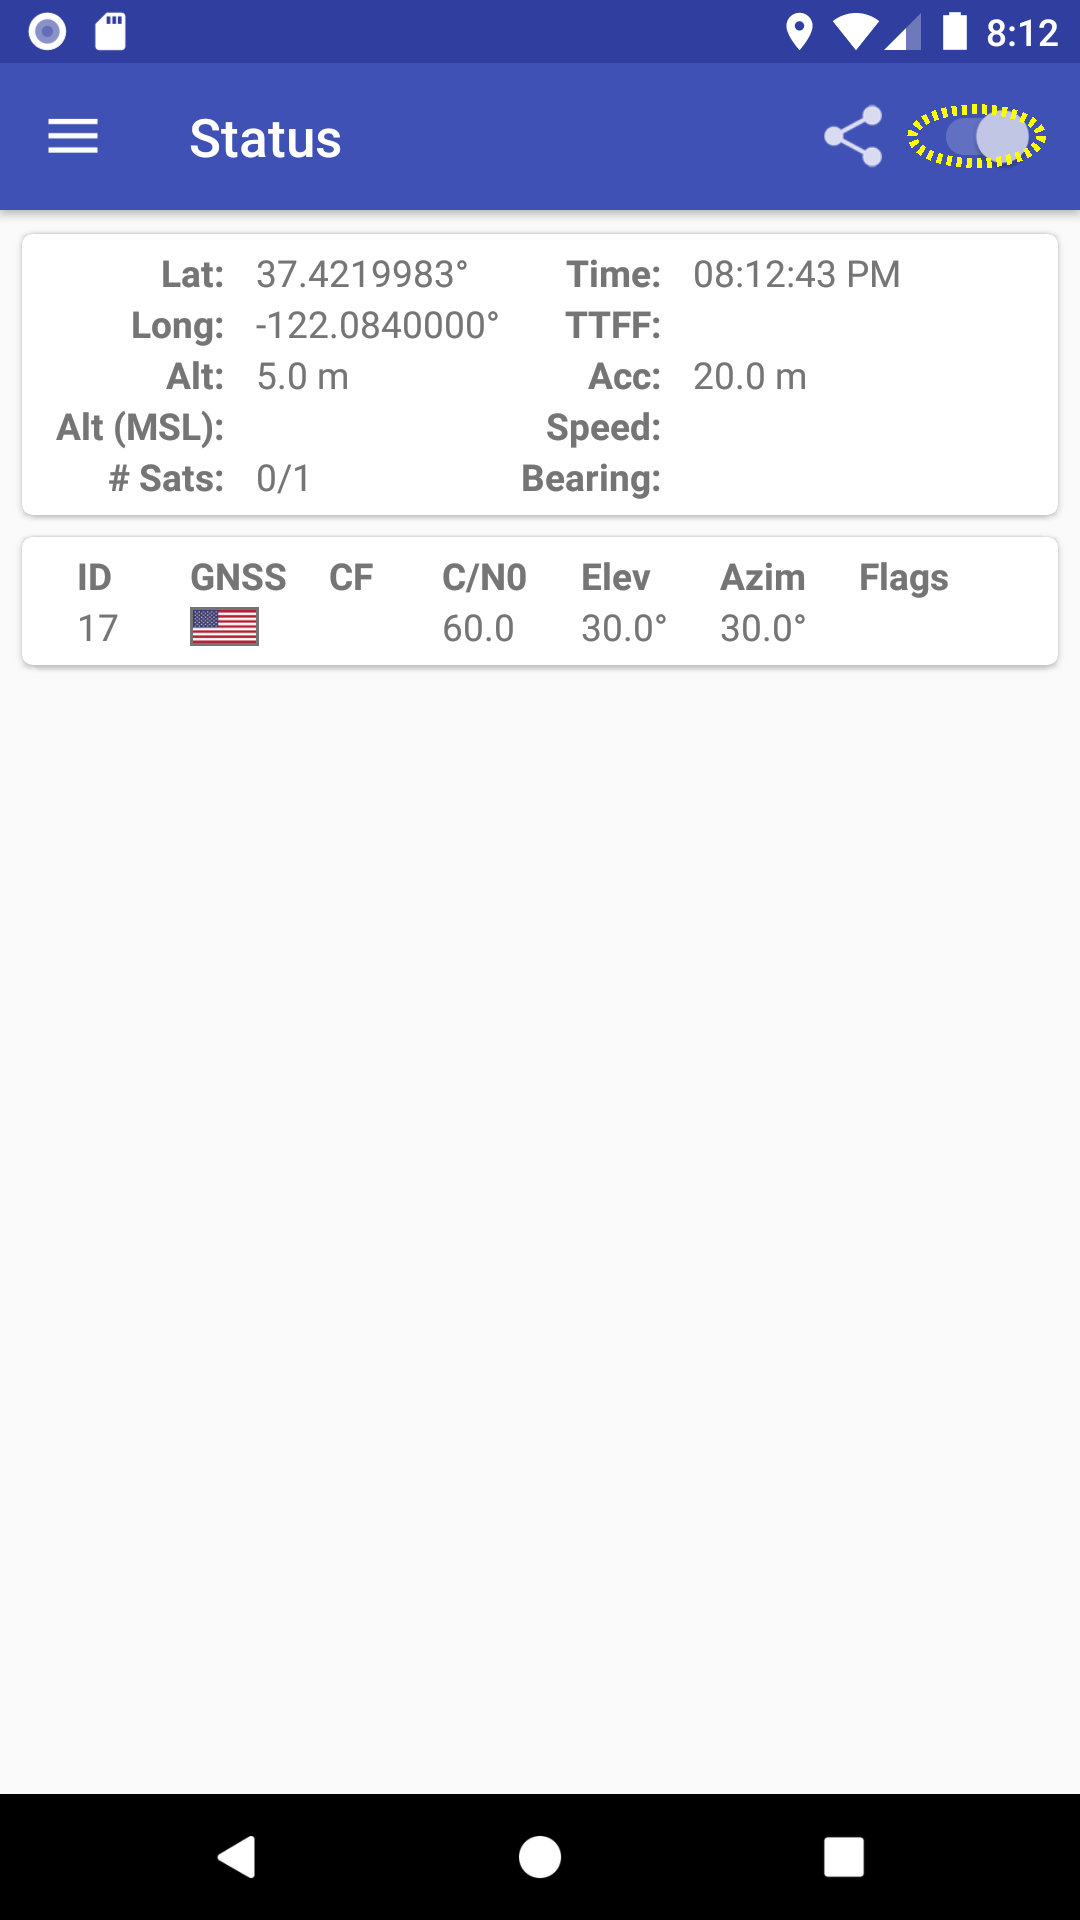 8:12
Status
Lat: 37.4219983° Time: 08:12:43 PM
Long: -122.0840000° TTFF:
Alt: 5.0 m Acc: 20.0 m
Alt (MSL): Speed:
# Sats: 0/1 Bearing:
ID GNSS CF C/N0 Elev Azim Flags
17 60.0 30.0° 30.0°